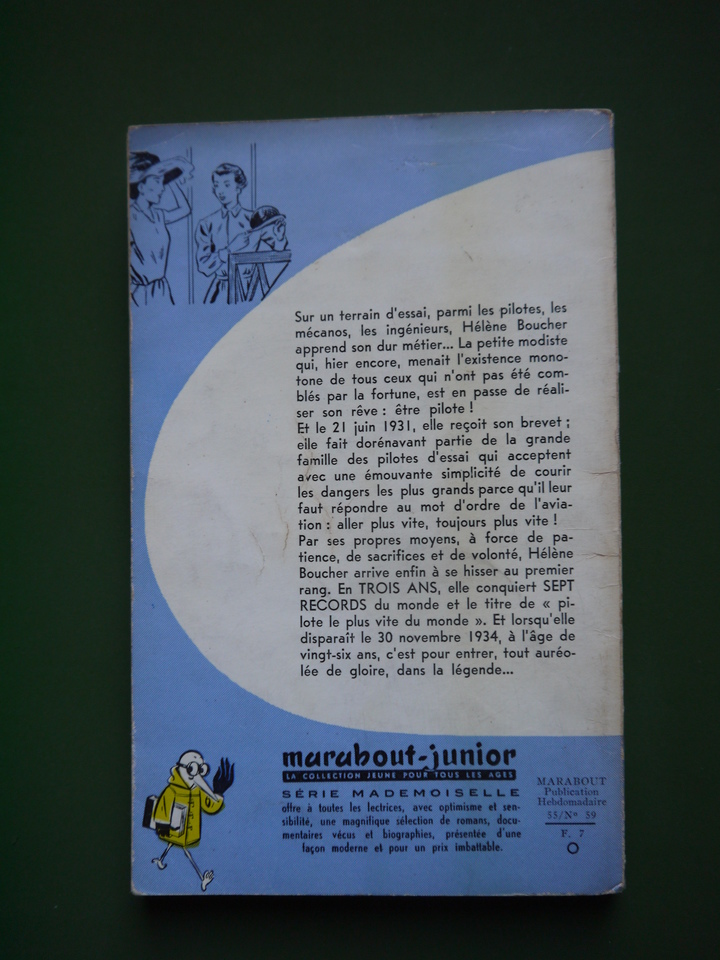 Sur un terrain d'essai, parmi les pilotes, les
mécanos, les ingénieurs, Hélène Boucher
apprend son dur métier... La petite modiste
qui, hier encore, menait l'existence mono-
tone de tous ceux qui n'ont pas été com-
blés par la fortune, est en passe de réali-
ser son rêve : être pilote !
Et le 21 juin 1931, elle reçoit son brevet ;
elle fait dorénavant partie de la grande
famille des pilotes d'essai qui acceptent
avec une émouvante simplicité de courir
les dangers les plus grands parce qu'il leur
faut répondre au mot d'ordre de l'avia-
tion : aller plus vite, toujours plus vite !
Par ses propres moyens, à force de pa-
tience, de sacrifices et de volonté, Hélène
Boucher arrive enfin à se hisser au premier
rang. En TROIS ANS, elle conquiert SEPT
RECORDS du monde et le titre de « pi-
lote le plus vite du monde ». Et lorsqu'elle
disparaît le 30 novembre 1934, à l'âge de
vingt-six ans, c'est pour entrer, tout auréo-
lée de gloire, dans la légende...
marabout-junior
LA COLLECTION JEUNE POUR TOUS LES AGES
SÉRIE MADEMOISELLE
offre à toutes les lectrices, avec optimisme et sen-
sibilité, une magnifique sélection de romans, docu-
mentaires vécus et biographies, présentée d'une
façon moderne et pour un prix imbattable.
MARABOUT
Publication
Hebdomadaire
55/N° 59
F. 7